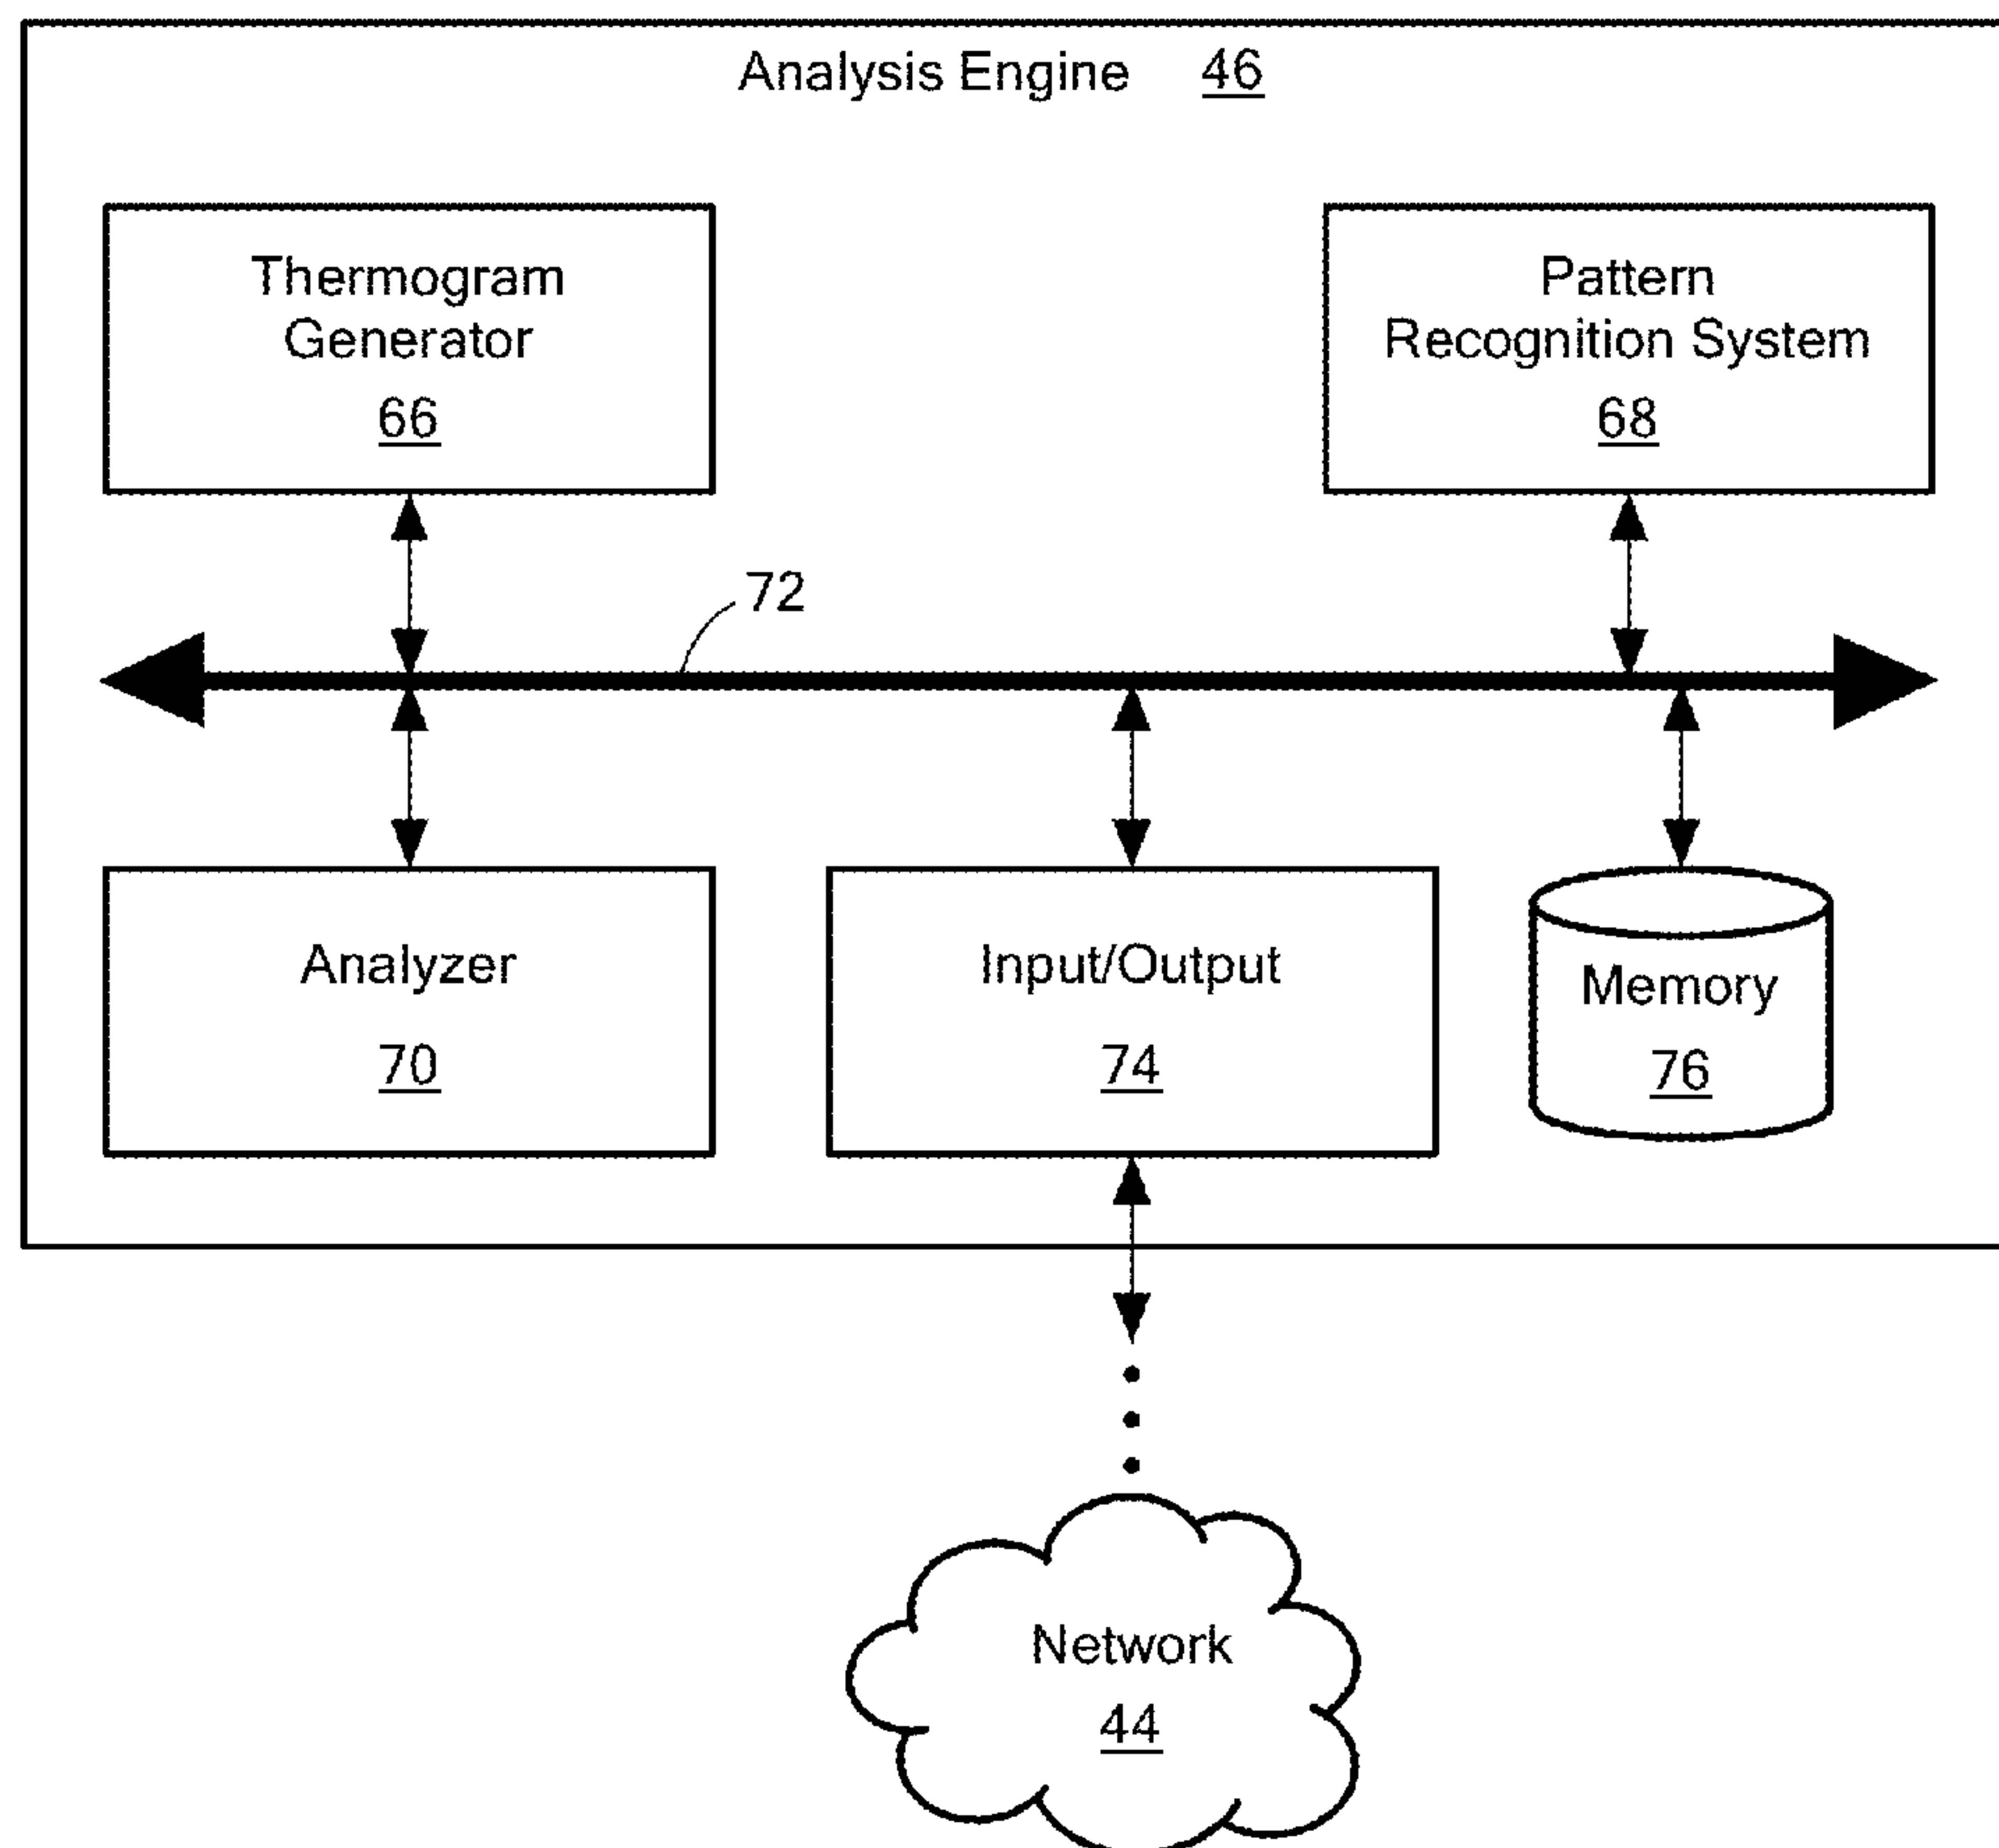 Analysis Engine 46
Thermogram
Generator
66
Pattern
Recognition System
68
72
Analyzer
70
Input/Output
74
Memory
76
Network
44